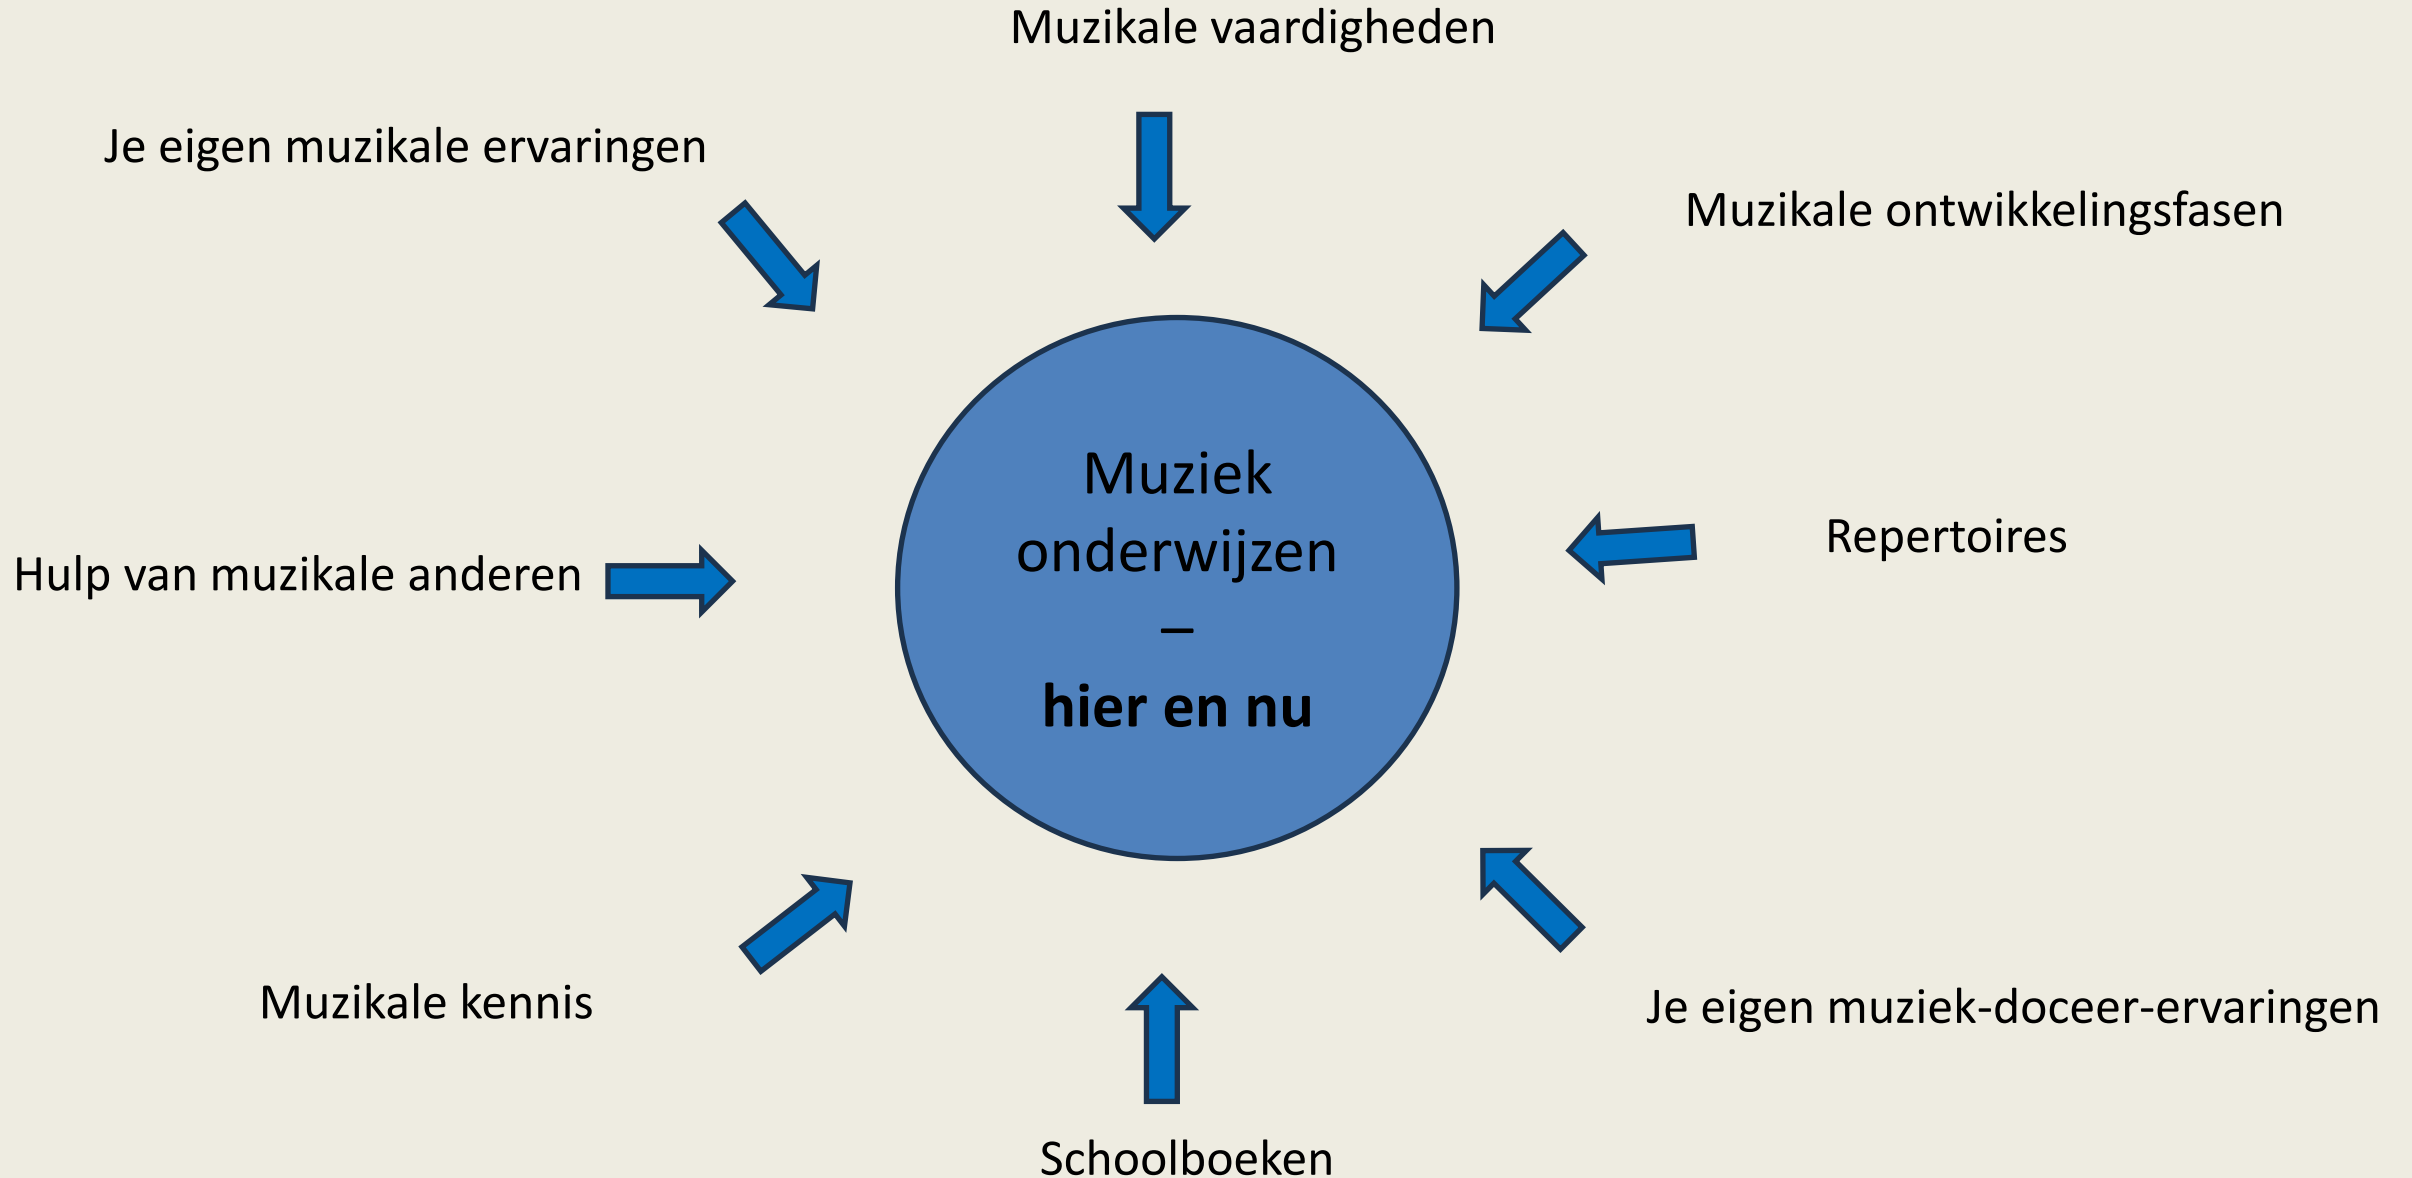 Muzikale vaardigheden
Je eigen muzikale ervaringen
Muzikale ontwikkelingsfasen
Muziek
onderwijzen
–
hier en nu
Repertoires
Hulp van muzikale anderen
Muzikale kennis
Je eigen muziek-doceer-ervaringen
Schoolboeken